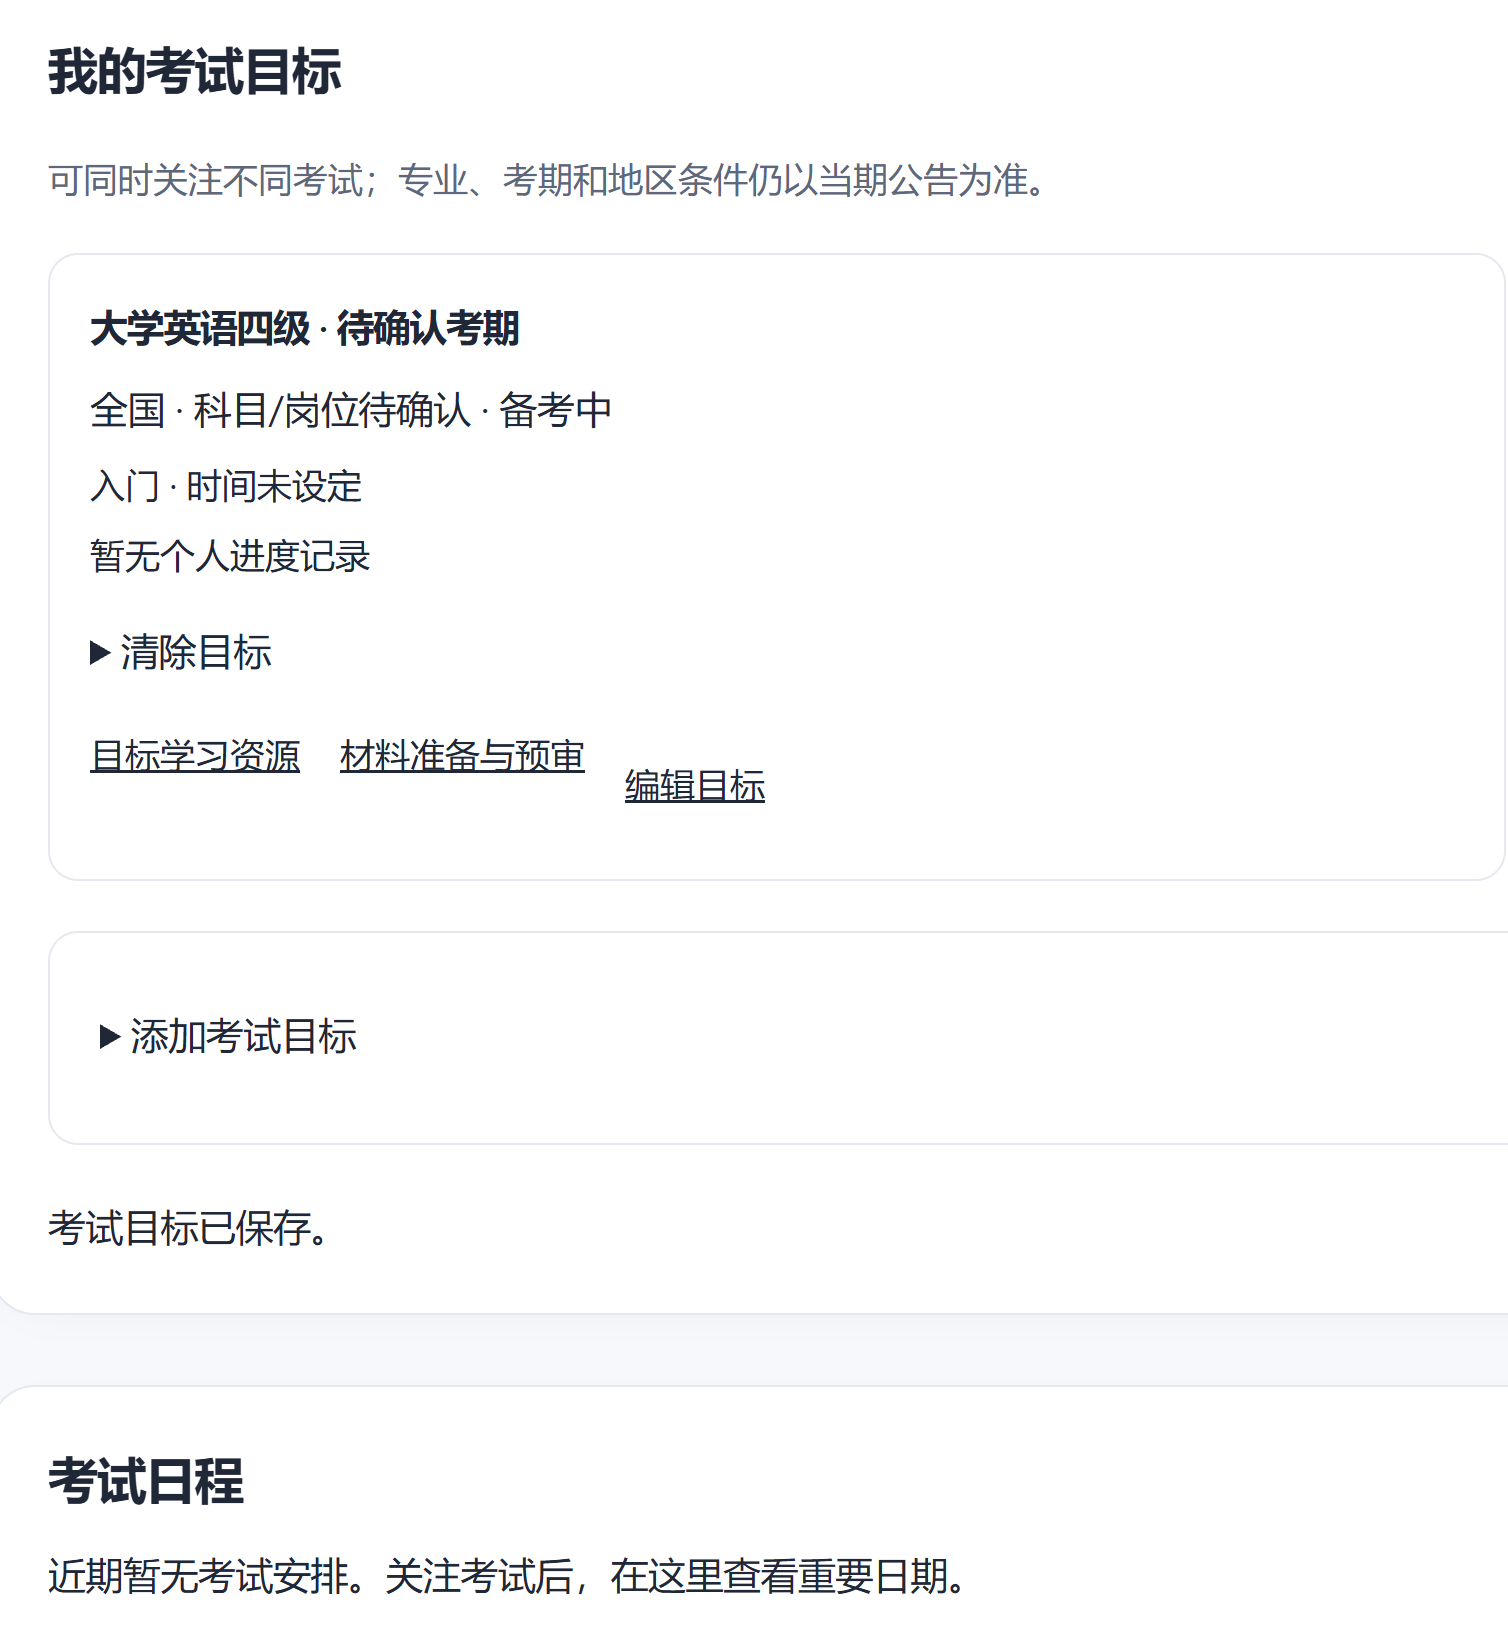 我的考试目标
可同时关注不同考试；专业、考期和地区条件仍以当期公告为准。
大学英语四级 · 待确认考期
全国 · 科目/岗位待确认 · 备考中
入门 · 时间未设定
暂无个人进度记录
▶ 清除目标
目标学习资源 材料准备与预审 编辑目标
▶ 添加考试目标
考试目标已保存。
考试日程
近期暂无考试安排。关注考试后，在这里查看重要日期。